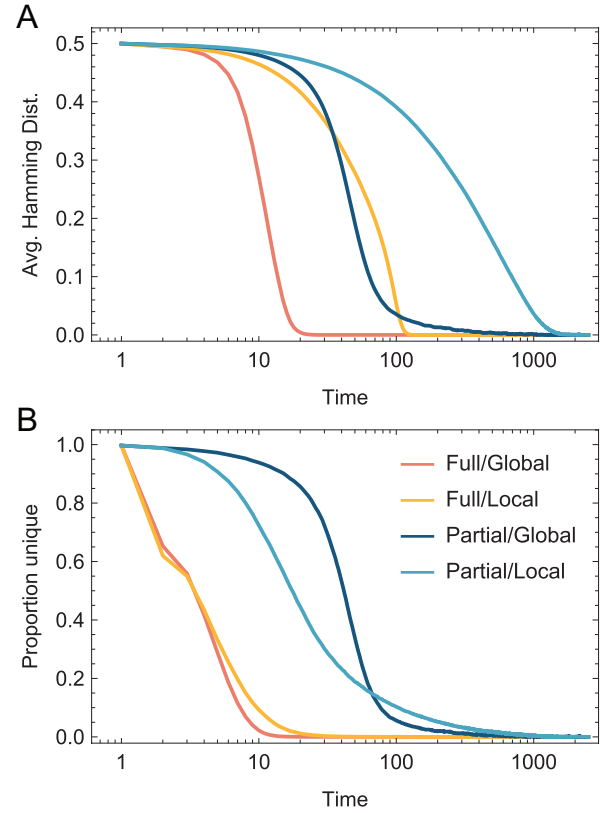 A
Avg. Hamming Dist.
0.5
0.4
0.3
0.2
0.1
0.0
1 10 100 1000
Time
B
Proportion unique
1.0
0.8
0.6
0.4
0.2
0.0
Full/Global
Full/Local
Partial/Global
Partial/Local
1 10 100 1000
Time